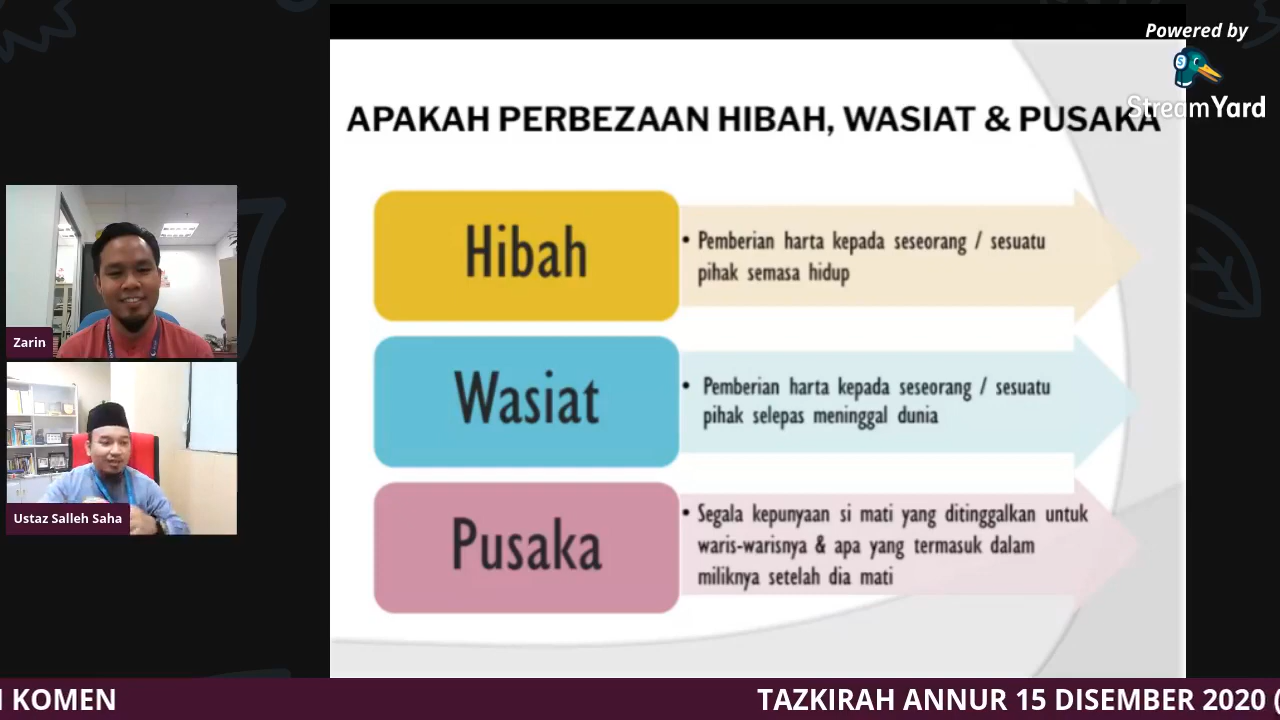 Powered by
StreamYard
APAKAH PERBEZAAN HIBAH, WASIAT & PUSAKA
Hibah
• Pemberian harta kepada seseorang / sesuatu
pihak semasa hidup
Wasiat
• Pemberian harta kepada seseorang / sesuatu
pihak selepas meninggal dunia
Pusaka
• Segala kepunyaan si mati yang ditinggalkan untuk
waris-warisnya & apa yang termasuk dalam
miliknya setelah dia mati
Zarin
Ustaz Salleh Saha
KOMEN
TAZKIRAH ANNUR 15 DISEMBER 2020 (